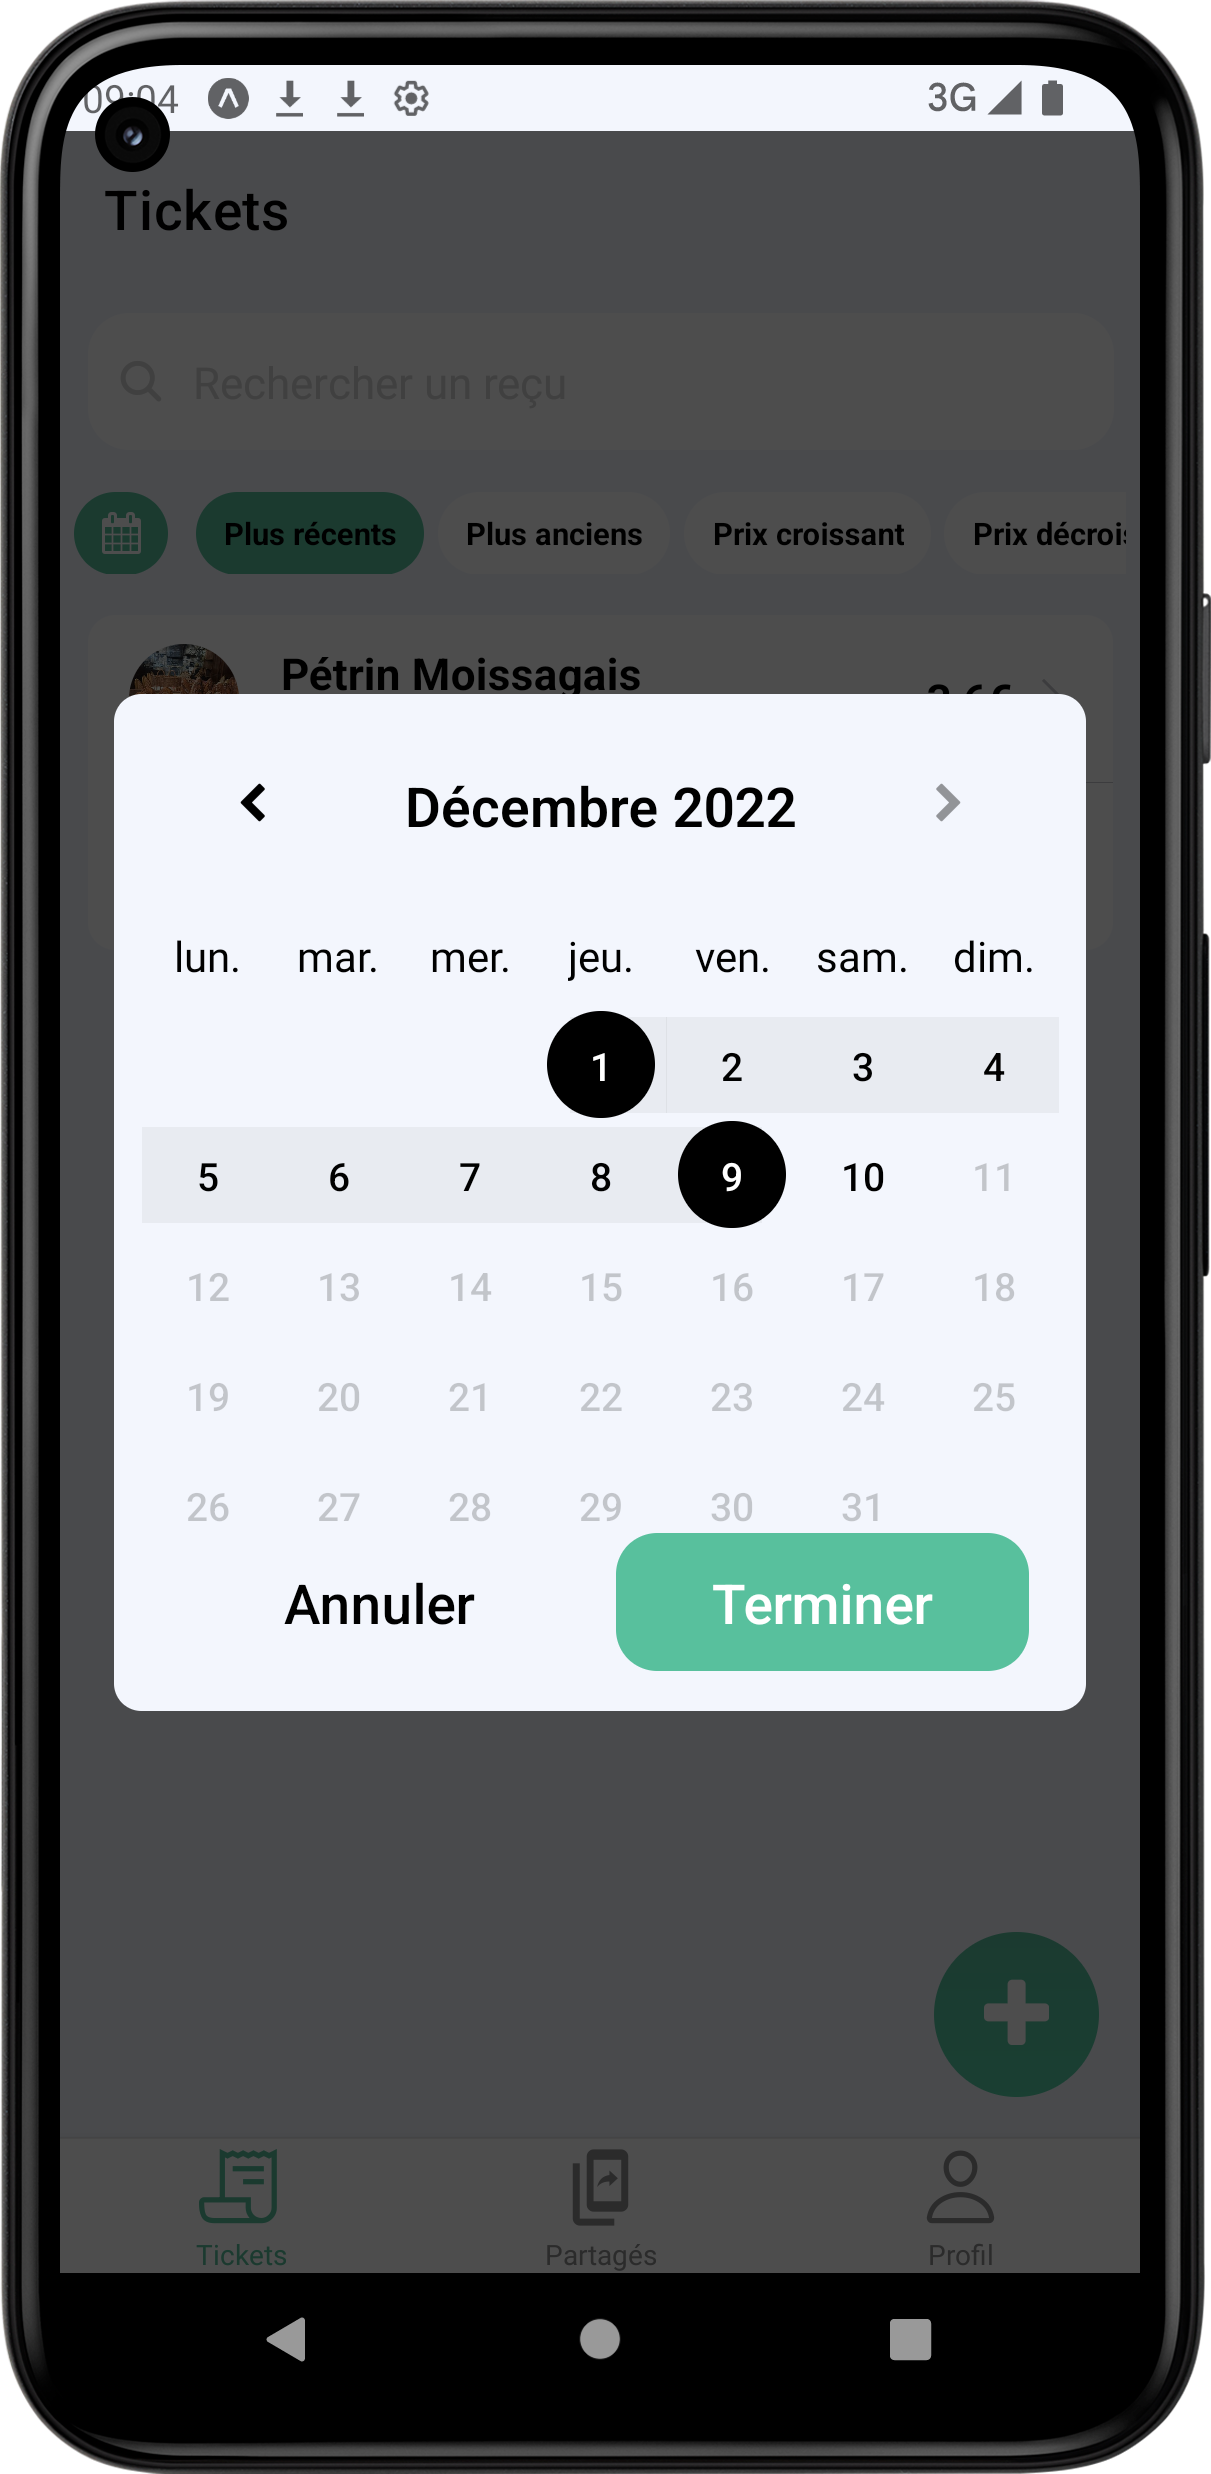 09:04 3G
Tickets
Rechercher un reçu
Plus récents Plus anciens Prix croissant
Prix
Pétrin Moissagais
Décembre 2022
lun. mar. mer. jeu. ven. sam. dim.
1 2 3 4
5 6 7 8 9 10 11
12 13 14 15 16 17 18
19 20 21 22 23 24 25
26 27 28 29 30 31
Annuler Terminer
Tickets Partagés Profil